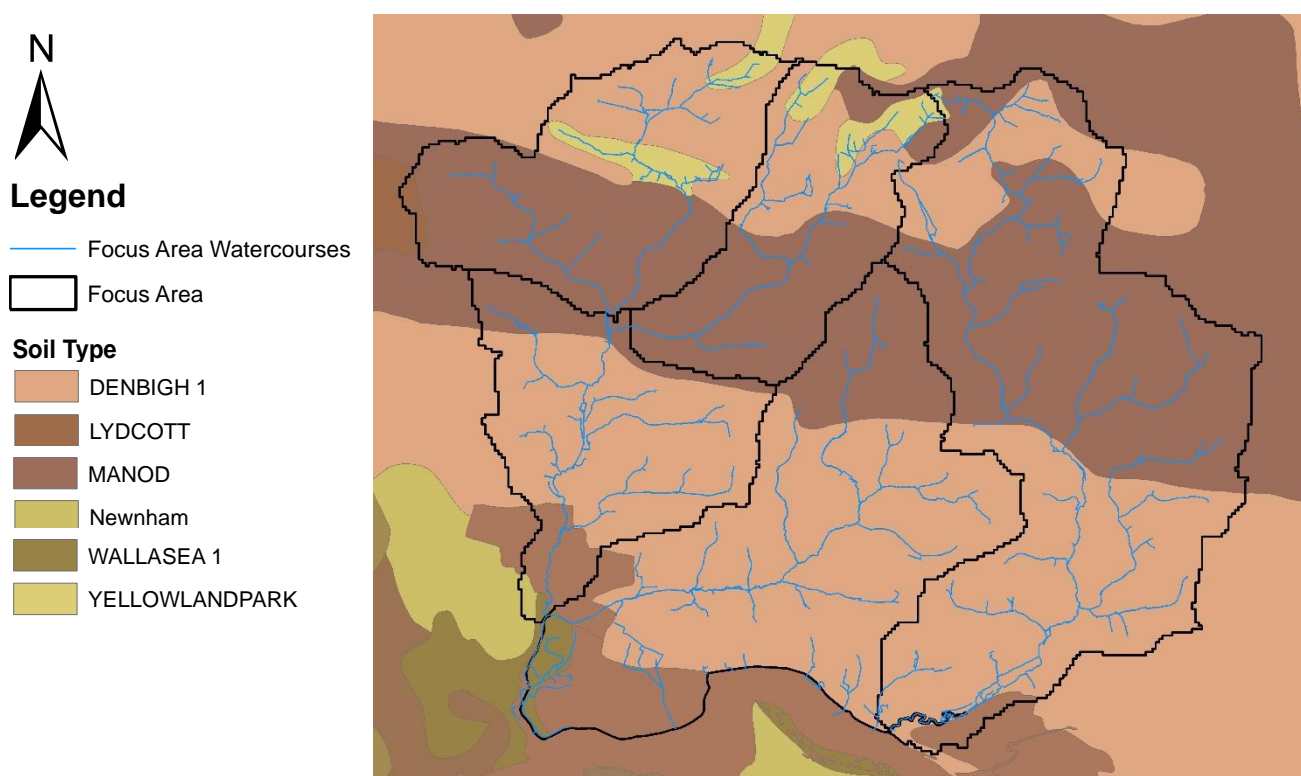 N
Legend
Focus Area Watercourses
Focus Area
Soil Type
DENBIGH 1
LYDCOTT
MANOD
Newnham
WALLASEA 1
YELLOWLANDPARK